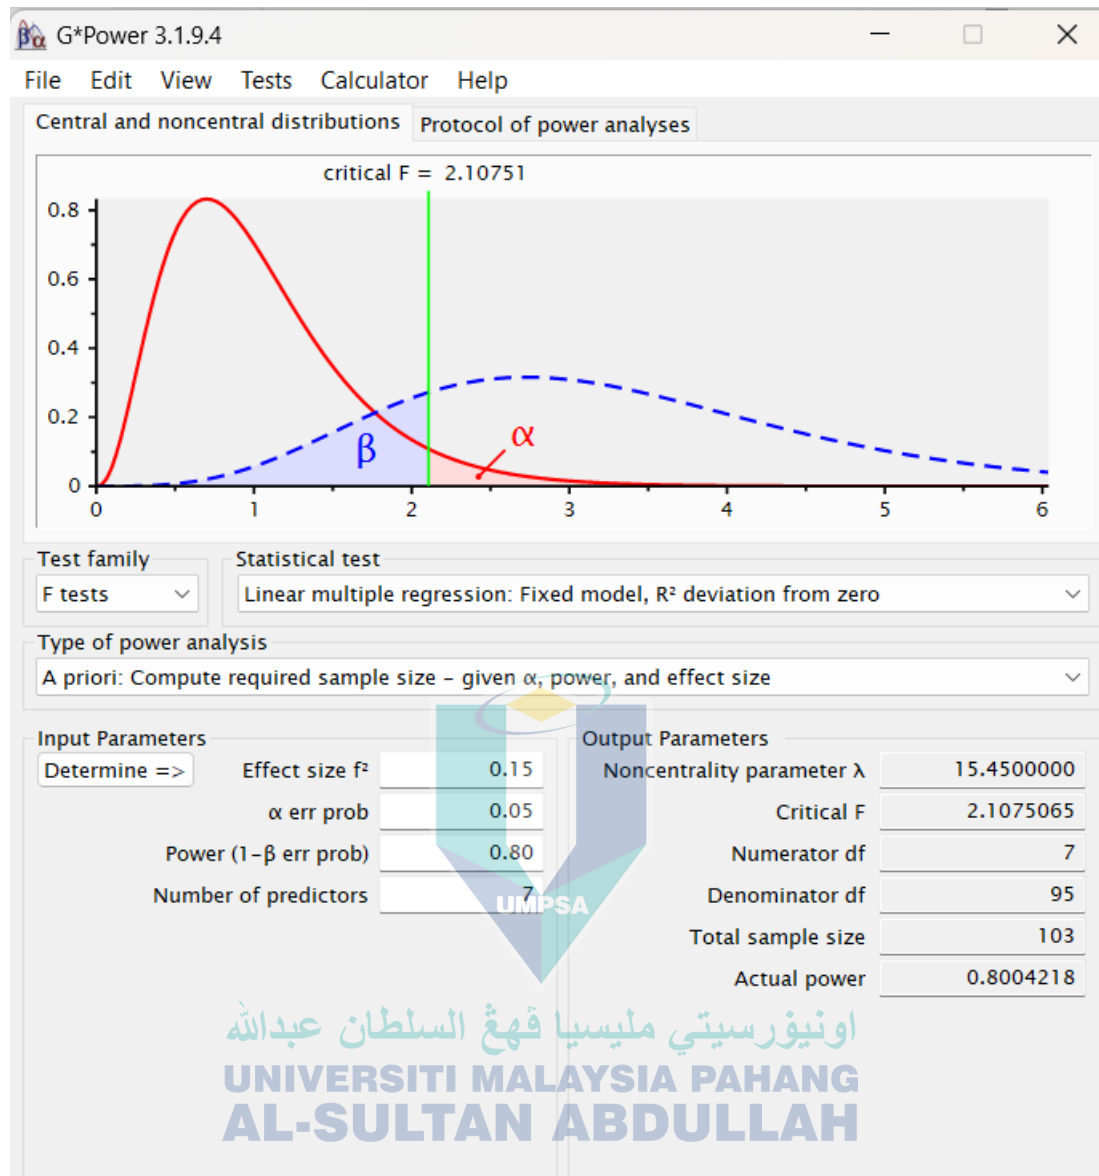 G*Power 3.1.9.4
File Edit View Tests Calculator Help
Central and noncentral distributions Protocol of power analyses
critical F = 2.10751
0.8
0.6
0.4
0.2
0
β
α
0 1 2 3 4 5 6
Test family Statistical test
F tests Linear multiple regression: Fixed model, R² deviation from zero
Type of power analysis
A priori: Compute required sample size – given α, power, and effect size
Input Parameters Output Parameters
Determine => Effect size f² 0.15 Noncentrality parameter λ 15.4500000
α err prob 0.05 Critical F 2.1075065
Power (1-β err prob) 0.80 Numerator df 7
Number of predictors 7 Denominator df 95
UMPSA
Total sample size 103
Actual power 0.8004218
اونيۏرسيتي مليسيا ڤهڠ السلطان عبدالله
UNIVERSITI MALAYSIA PAHANG
AL-SULTAN ABDULLAH